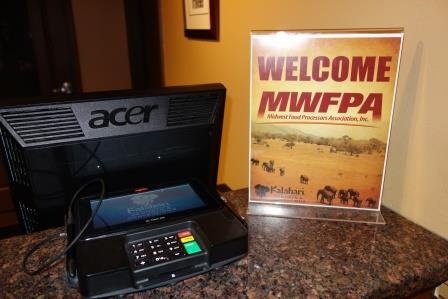 acer
WELCOME
MWFPA
Midwest Food Processors Association, Inc.
Kalahari